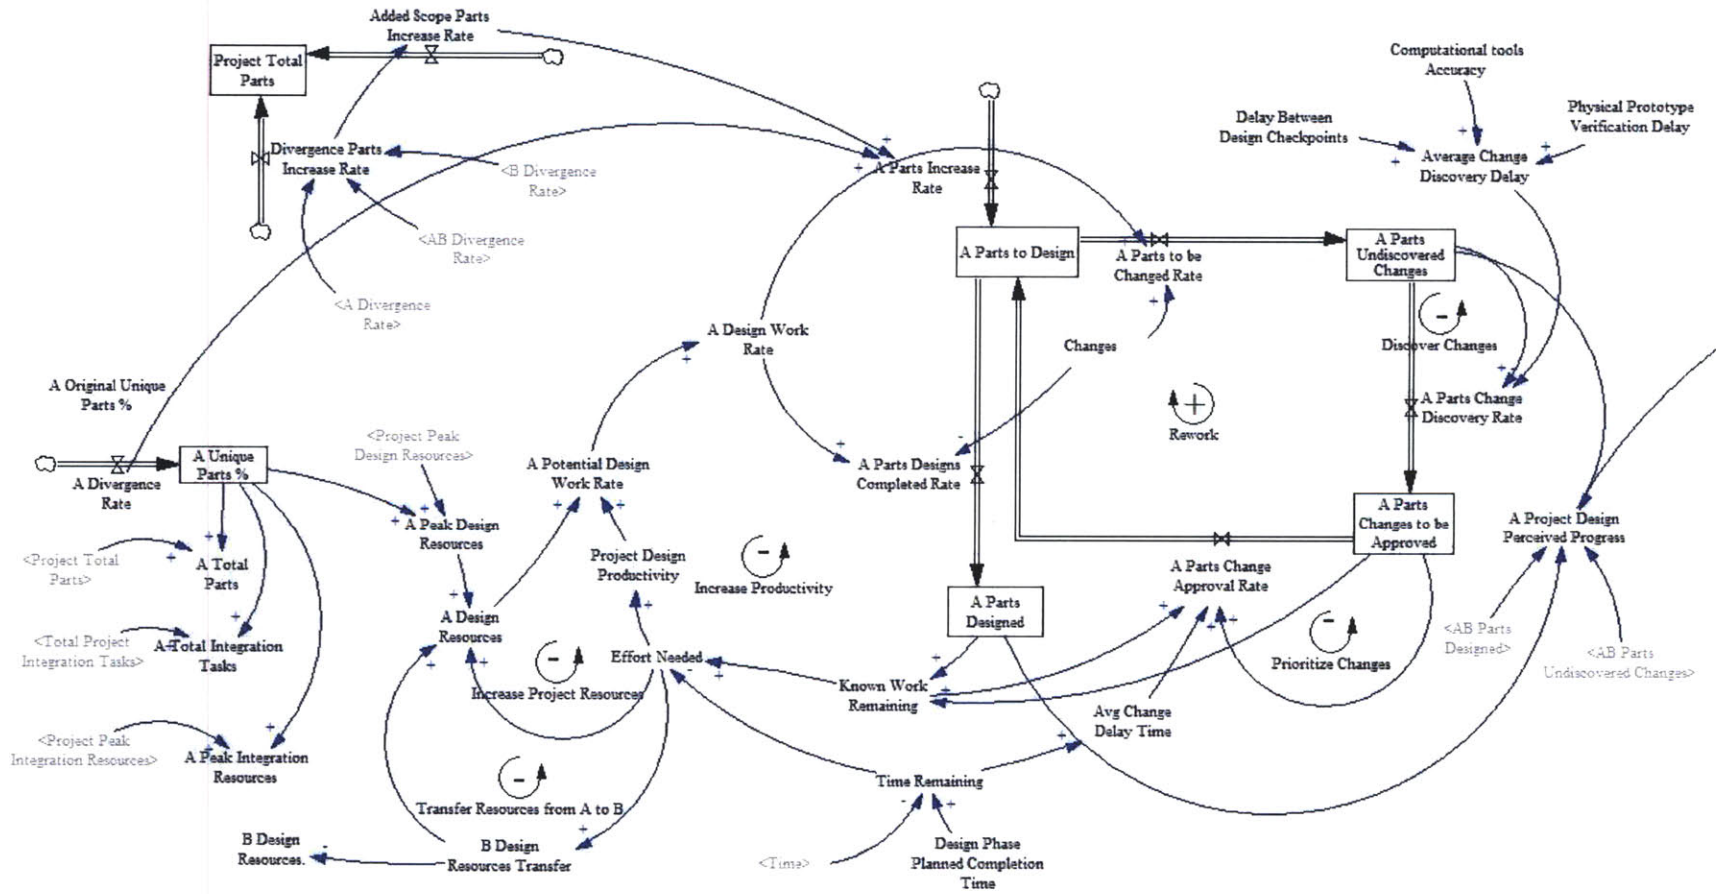 Added Scope Parts
Increase Rate
Project Total
Parts
Computational tools
Accuracy
Delay Between
Design Checkpoints
Physical Prototype
Verification Delay
Average Change
Discovery Delay
Divergence Parts
Increase Rate
<B Divergence
Rate>
A Parts Increase
Rate
<AB Divergence
Rate>
<A Divergence
Rate>
A Parts to Design
A Parts to be
Changed Rate
A Parts
Undiscovered
Changes
A Design Work
Rate
Changes
Discover Changes
A Original Unique
Parts %
A Parts Change
Discovery Rate
Rework
<Project Peak
Design Resources>
A Unique
Parts %
A Divergence
Rate
A Potential Design
Work Rate
A Parts Designs
Completed Rate
A Peak Design
Resources
A Parts
Changes to be
Approved
A Project Design
Perceived Progress
<Project Total
Parts>
A Total
Parts
Project Design
Productivity
Increase Productivity
A Parts Change
Approval Rate
A Design
Resources
A Parts
Designed
<Total Project
Integration Tasks>
A Total Integration
Tasks
Effort Needed
Increase Project Resources
Prioritize Changes
<AB Parts
Designed>
<AB Parts
Undiscovered Changes>
Known Work
Remaining
Avg Change
Delay Time
<Project Peak
Integration Resources>
A Peak Integration
Resources
Time Remaining
Transfer Resources from A to B
B Design
Resources.
B Design
Resources Transfer
<Time>
Design Phase
Planned Completion
Time